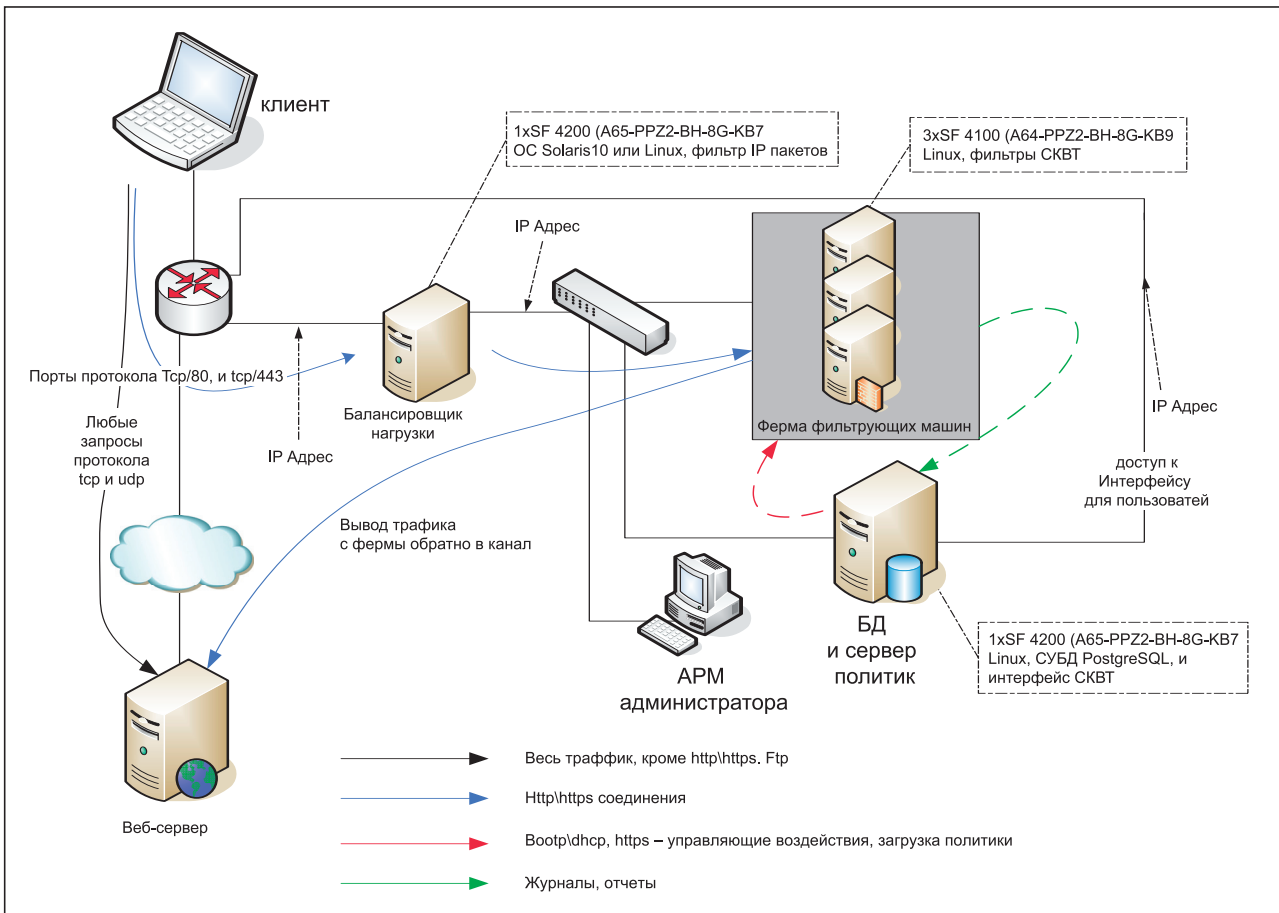 клиент
1xSF 4200 (A65-PPZ2-BH-8G-KB7
ОС Solaris10 или Linux, фильтр IP пакетов
3xSF 4100 (A64-PPZ2-BH-8G-KB9
Linux, фильтры СКВТ
IP Адрес
Порты протокола Tcp/80, и tcp/443
Любые
запросы
протокола
tcp и udp
IP Адрес
Балансировщик
нагрузки
Ферма фильтрующих машин
IP Адрес
доступ к
Интерфейсу
для пользоватей
Вывод трафика
с фермы обратно в канал
БД
и сервер
политик
АРМ
администратора
1xSF 4200 (A65-PPZ2-BH-8G-KB7
Linux, СУБД PostgreSQL, и
интерфейс СКВТ
Веб-сервер
Весь траффик, кроме http\https. Ftp
Http\https соединения
Bootp\dhcp, https – управляющие воздействия, загрузка политики
Журналы, отчеты